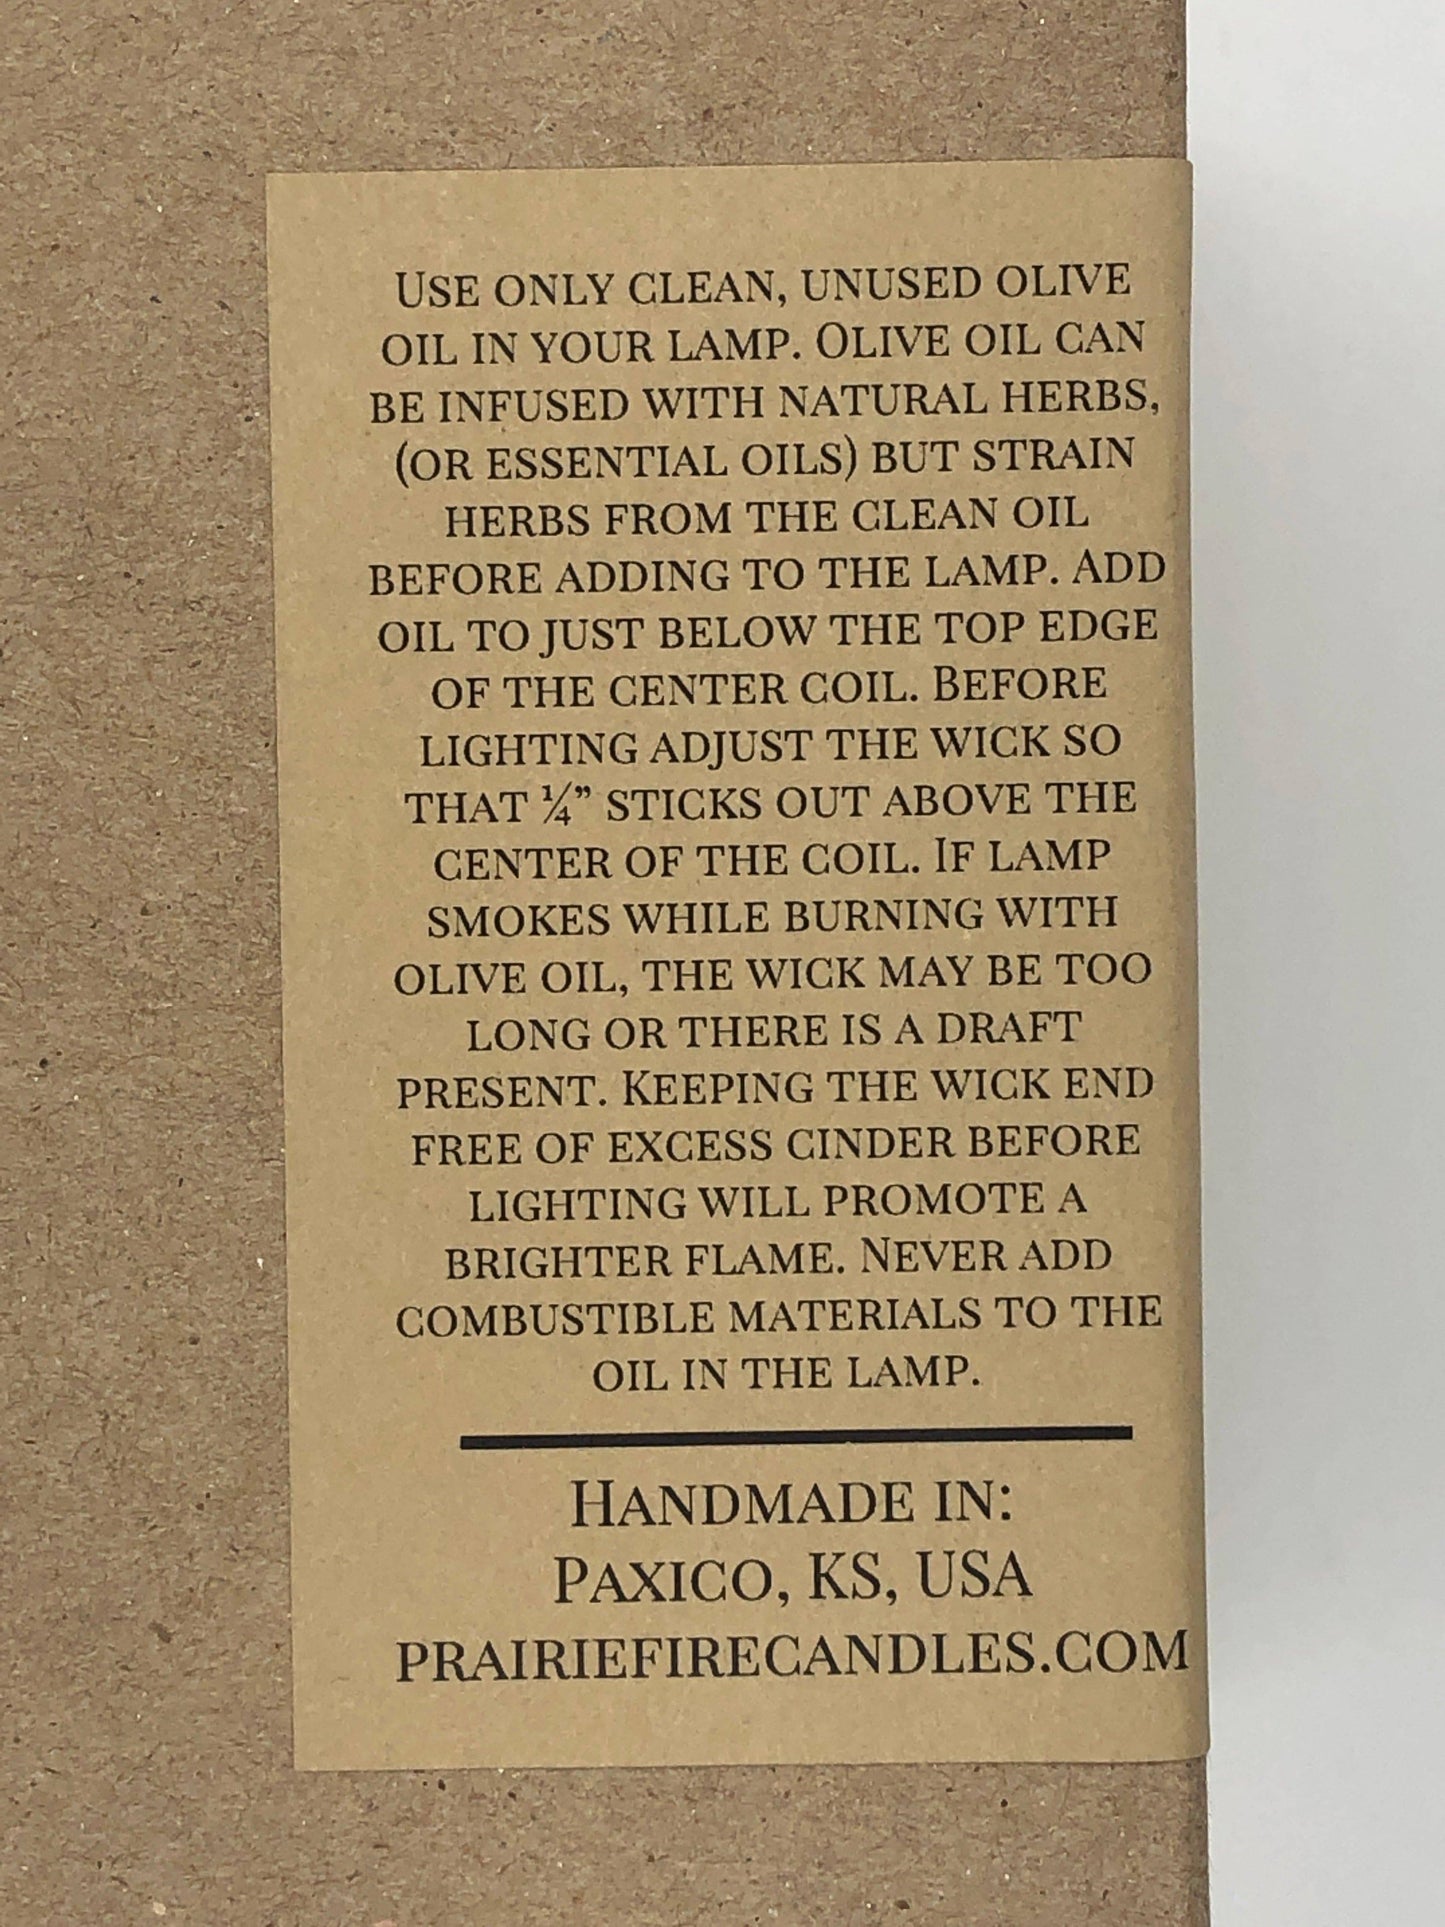 Use only clean, unused olive
oil in your lamp. Olive oil can
be infused with natural herbs,
(or essential oils) but strain
herbs from the clean oil
before adding to the lamp. Add
oil to just below the top edge
of the center coil. Before
lighting adjust the wick so
that ¼” sticks out above the
center of the coil. If lamp
smokes while burning with
olive oil, the wick may be too
long or there is a draft
present. Keeping the wick end
free of excess cinder before
lighting will promote a
brighter flame. Never add
combustible materials to the
oil in the lamp.
Handmade in:
Paxico, KS, USA
prairiefirecandles.com